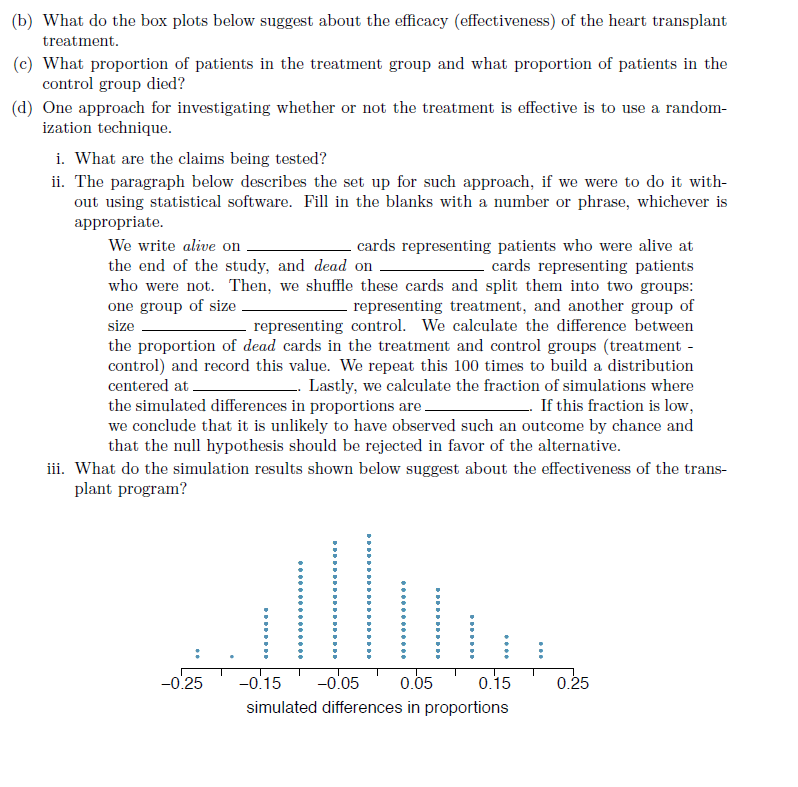 (b) What do the box plots below suggest about the efficacy (effectiveness) of the heart transplant
treatment.
(c) What proportion of patients in the treatment group and what proportion of patients in the
control group died?
(d) One approach for investigating whether or not the treatment is effective is to use a random-
ization technique.
i. What are the claims being tested?
ii. The paragraph below describes the set up for such approach, if we were to do it with-
out using statistical software. Fill in the blanks with a number or phrase, whichever is
appropriate.
We write alive on ____________ cards representing patients who were alive at
the end of the study, and dead on ____________ cards representing patients
who were not. Then, we shuffle these cards and split them into two groups:
one group of size ____________ representing treatment, and another group of
size ____________ representing control. We calculate the difference between
the proportion of dead cards in the treatment and control groups (treatment -
control) and record this value. We repeat this 100 times to build a distribution
centered at ____________. Lastly, we calculate the fraction of simulations where
the simulated differences in proportions are ____________. If this fraction is low,
we conclude that it is unlikely to have observed such an outcome by chance and
that the null hypothesis should be rejected in favor of the alternative.
iii. What do the simulation results shown below suggest about the effectiveness of the trans-
plant program?
−0.25 −0.15 −0.05 0.05 0.15 0.25
simulated differences in proportions